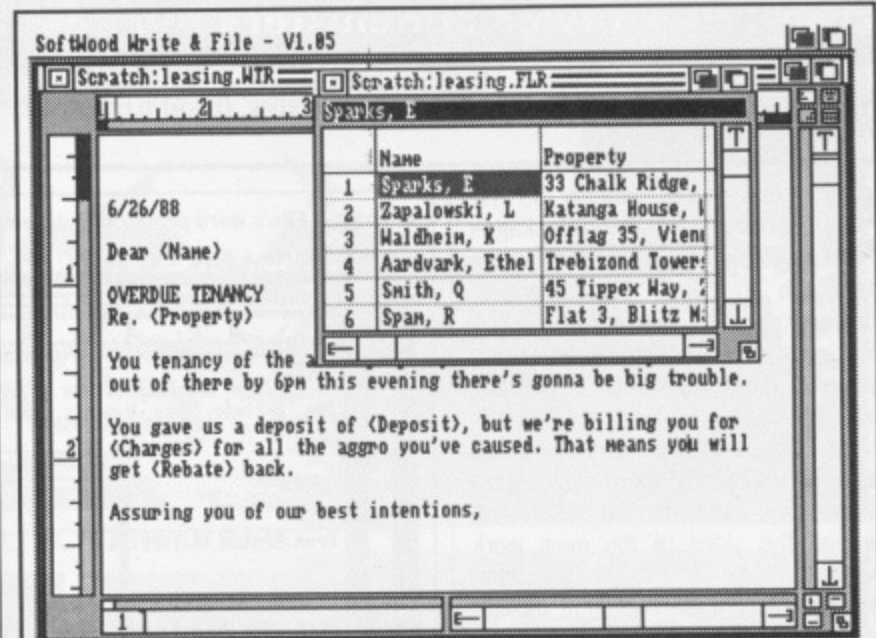 SoftWood Write & File - V1.05
Scratch:leasing.WTR
Scratch:leasing.FLR
2 3
Sparks, E
Name Property
1 Sparks, E 33 Chalk Ridge,
2 Zapalowski, L Katanga House,
3 Waldheim, K Offlag 35,
4 Aardvark, Ethel Trebizond
5 Smith, Q 45 Tippex Way,
6 Spam, R Flat 3, Blitz
6/26/88
Dear <Name>
1
OVERDUE TENANCY
Re. <Property>
You tenancy of the
out of there by 6pm this evening there's gonna be big trouble.
You gave us a deposit of <Deposit>, but we're billing you for
2
<Charges> for all the aggro you've caused. That means you will
get <Rebate> back.
Assuring you of our best intentions,
1